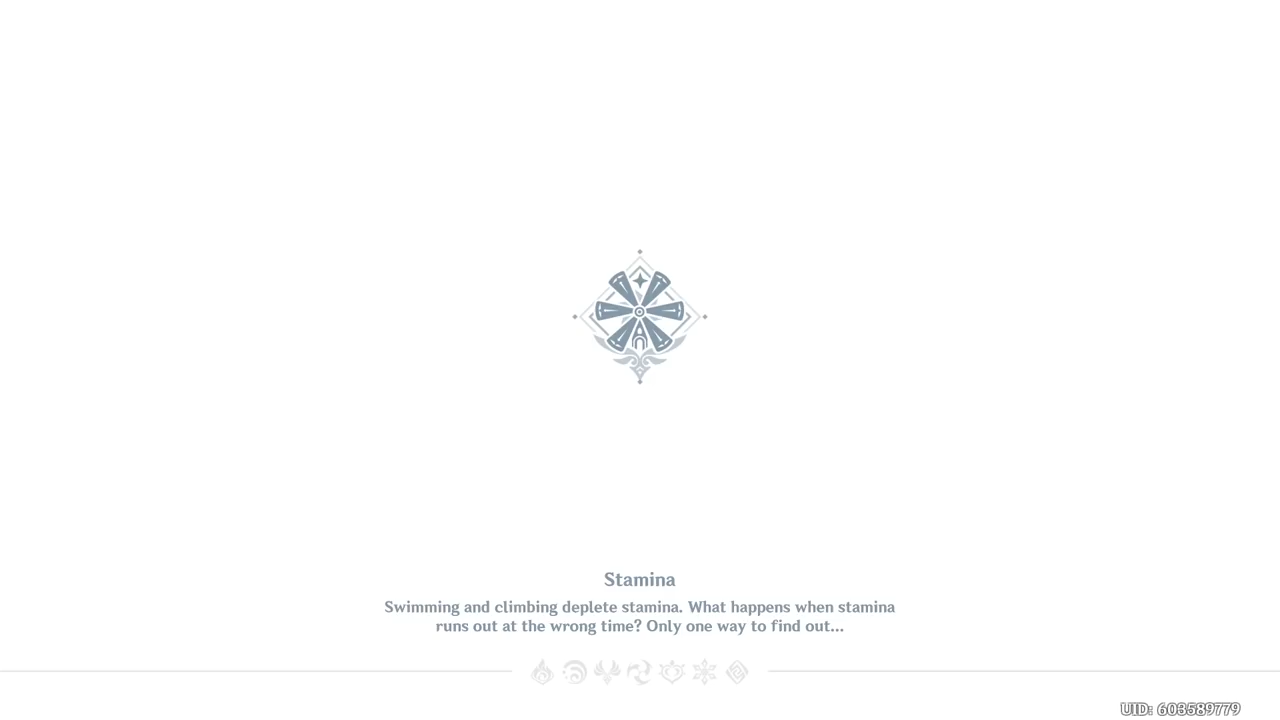 Stamina
Swimming and climbing deplete stamina. What happens when stamina
runs out at the wrong time? Only one way to find out...
UID: 603589779